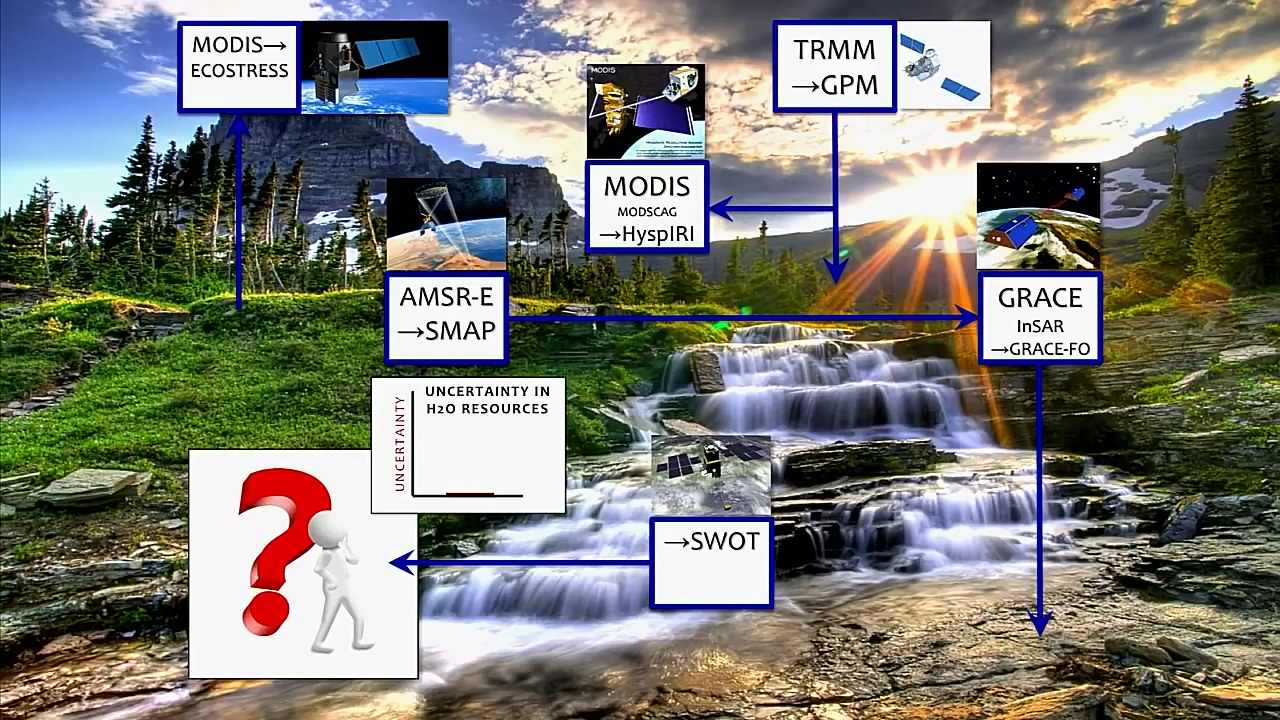 MODIS→
ECOSTRESS
TRMM
→GPM
MODIS
MODIS
MODSCAG
→HyspIRI
AMSR-E
→SMAP
GRACE
InSAR
→GRACE-FO
UNCERTAINTY IN
H2O RESOURCES
UNCERTAINTY
→SWOT
?